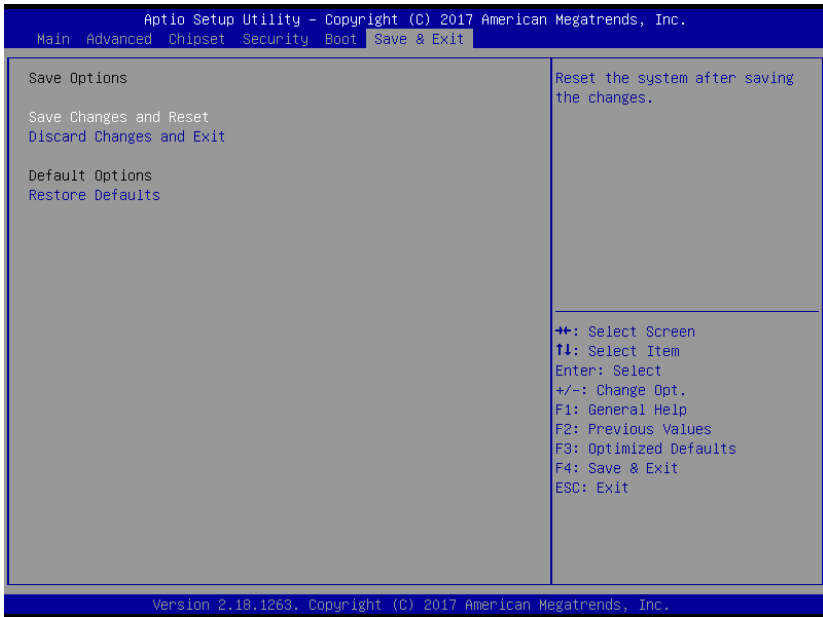 Aptio Setup Utility – Copyright (C) 2017 American Megatrends, Inc.
Main Advanced Chipset Security Boot Save & Exit
Save Options
Save Changes and Reset
Discard Changes and Exit
Default Options
Restore Defaults
Reset the system after saving
the changes.
→←: Select Screen
↑↓: Select Item
Enter: Select
+/-: Change Opt.
F1: General Help
F2: Previous Values
F3: Optimized Defaults
F4: Save & Exit
ESC: Exit
Version 2.18.1263. Copyright (C) 2017 American Megatrends, Inc.